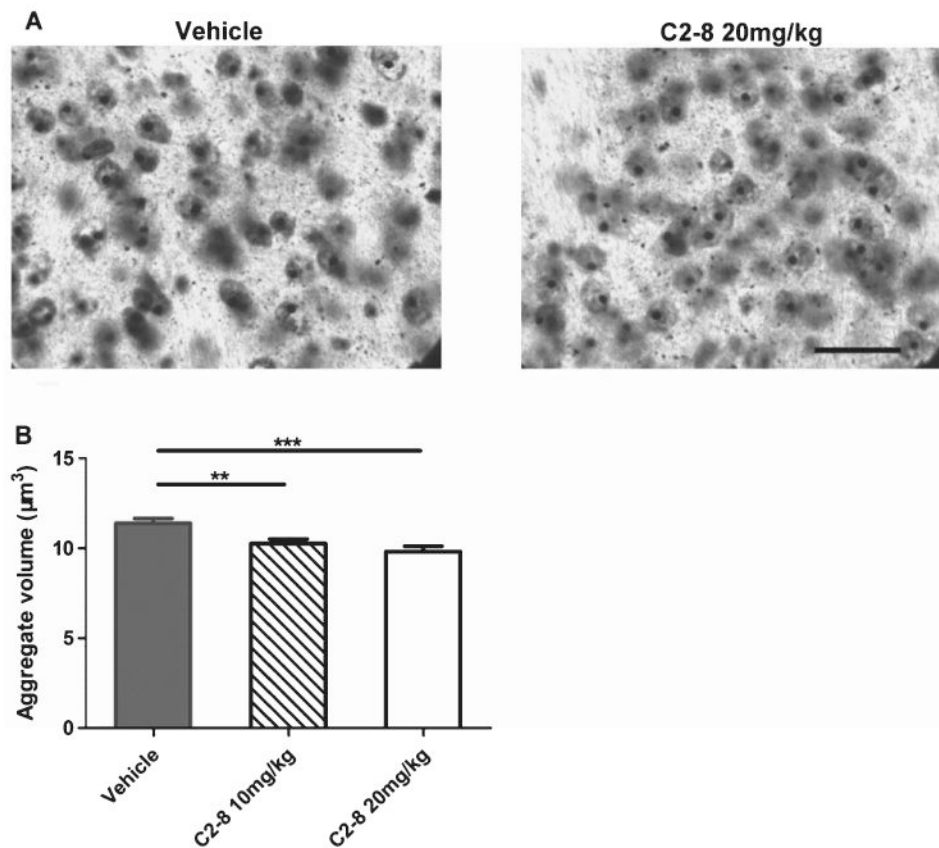 A
Vehicle
C2-8 20mg/kg
B
***
**
15
10
5
0
Aggregate volume (µm³)
Vehicle
C2-8 10mg/kg
C2-8 20mg/kg